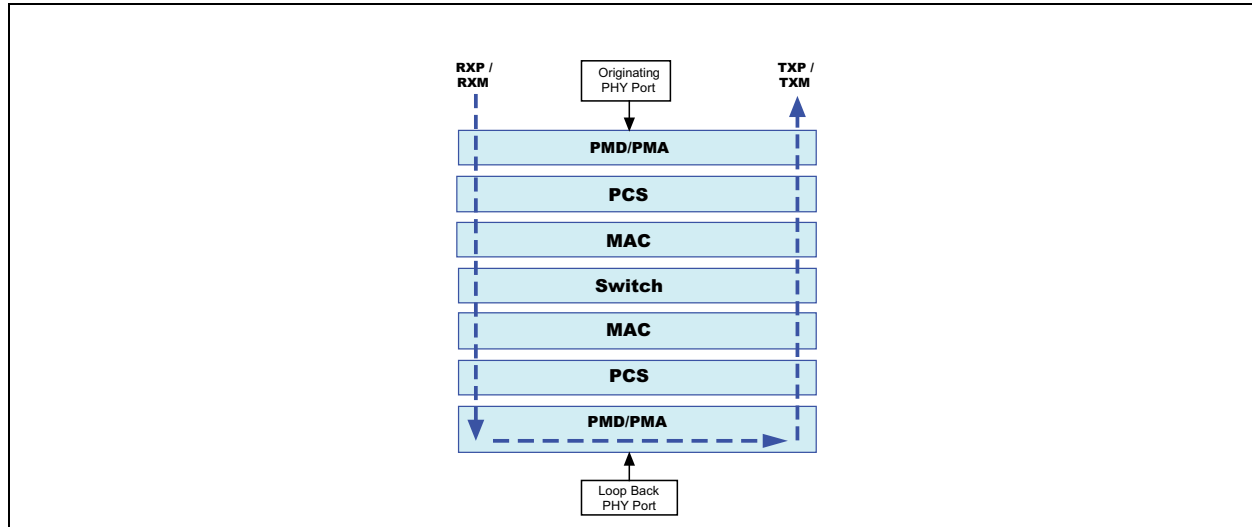 RXP /
RXM
Originating
PHY Port
TXP /
TXM
PMD/PMA
PCS
MAC
Switch
MAC
PCS
PMD/PMA
Loop Back
PHY Port